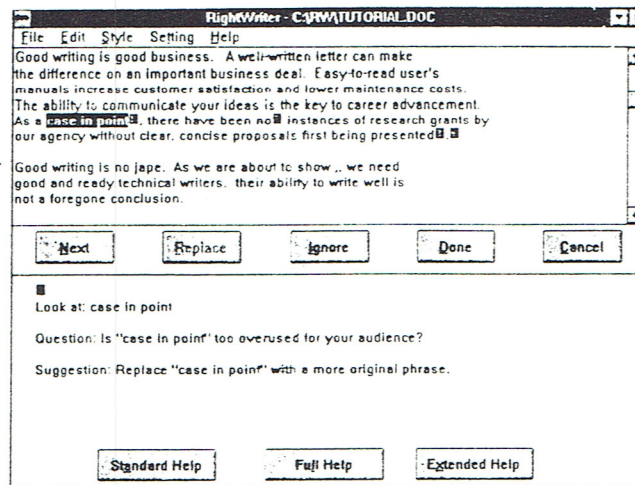 RightWriter - C:\RW\TUTORIAL.DOC
File Edit Style Setting Help
Good writing is good business. A well-written letter can make
the difference on an important business deal. Easy-to-read user's
manuals increase customer satisfaction and lower maintenance costs.
The ability to communicate your ideas is the key to career advancement.
As a case in point, there have been no instances of research grants by
our agency without clear, concise proposals first being presented.
Good writing is no jape. As we are about to show ,, we need
good and ready technical writers. their ability to write well is
not a foregone conclusion.
Next Replace Ignore Done Cancel
Look at: case in point
Question: Is "case in point" too overused for your audience?
Suggestion: Replace "case in point" with a more original phrase.
Standard Help Full Help Extended Help